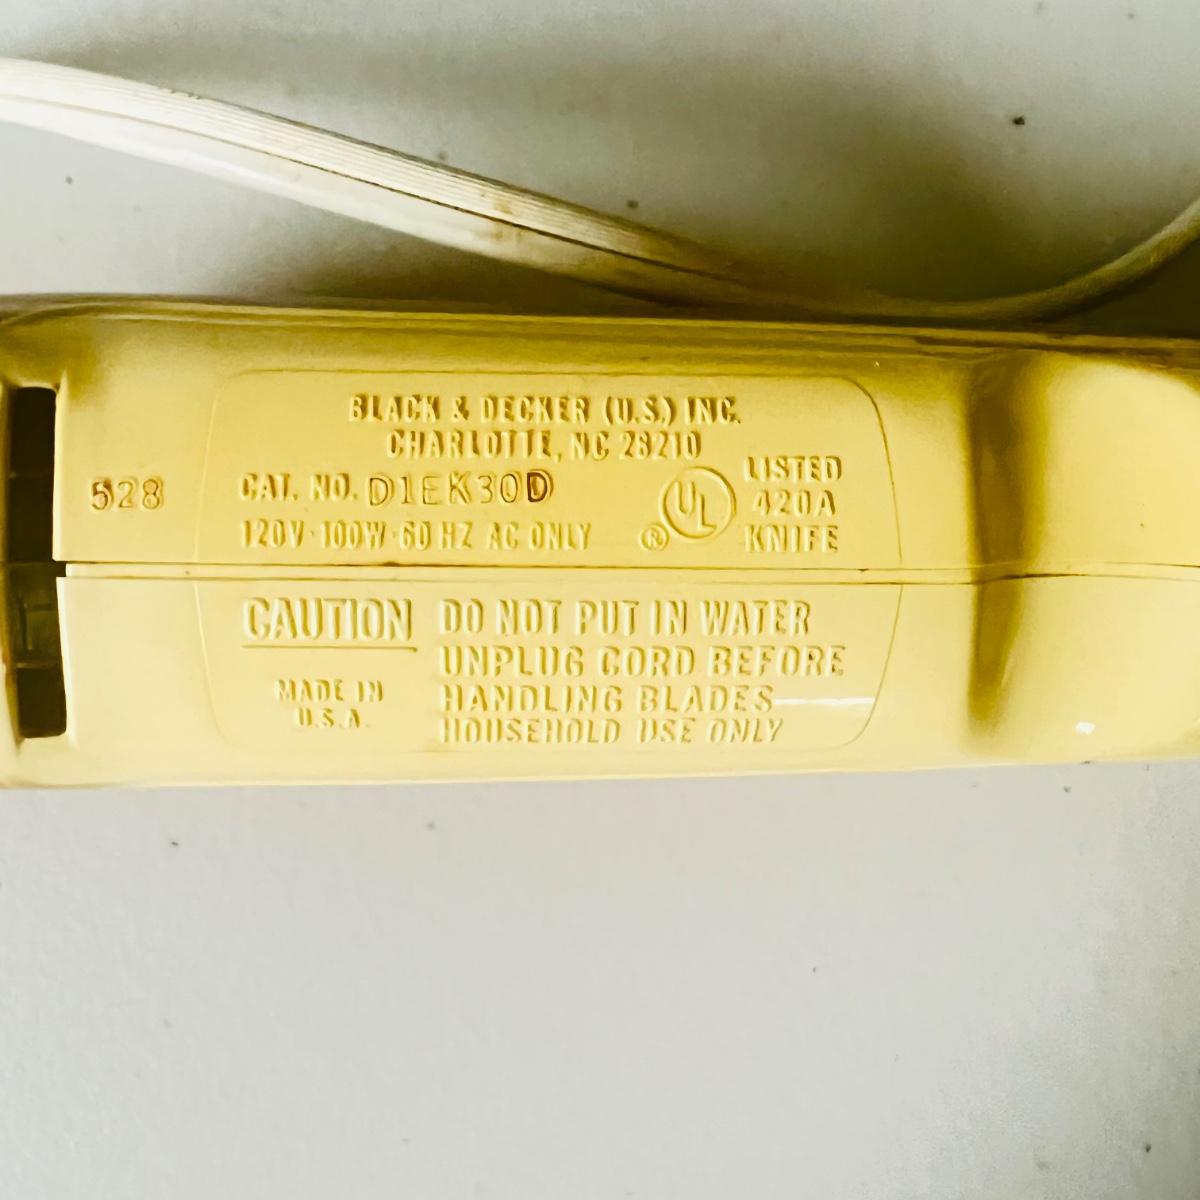 BLACK & DECKER (U.S.) INC.
CHARLOTTE, NC 28210
528
CAT. NO. D1EK30D
120V·100W·60 HZ AC ONLY
® UL
LISTED
420A
KNIFE
CAUTION
MADE IN
U.S.A.
DO NOT PUT IN WATER
UNPLUG CORD BEFORE
HANDLING BLADES
HOUSEHOLD USE ONLY